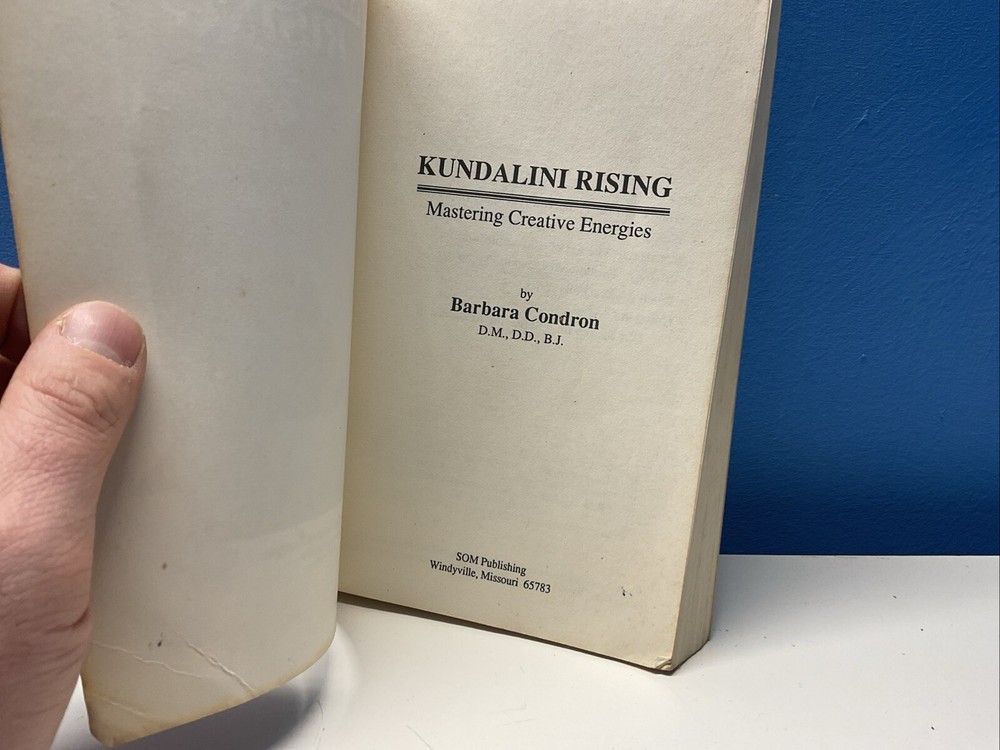 KUNDALINI RISING
Mastering Creative Energies
by
Barbara Condron
D.M., D.D., B.J.
SOM Publishing
Windyville, Missouri 65783